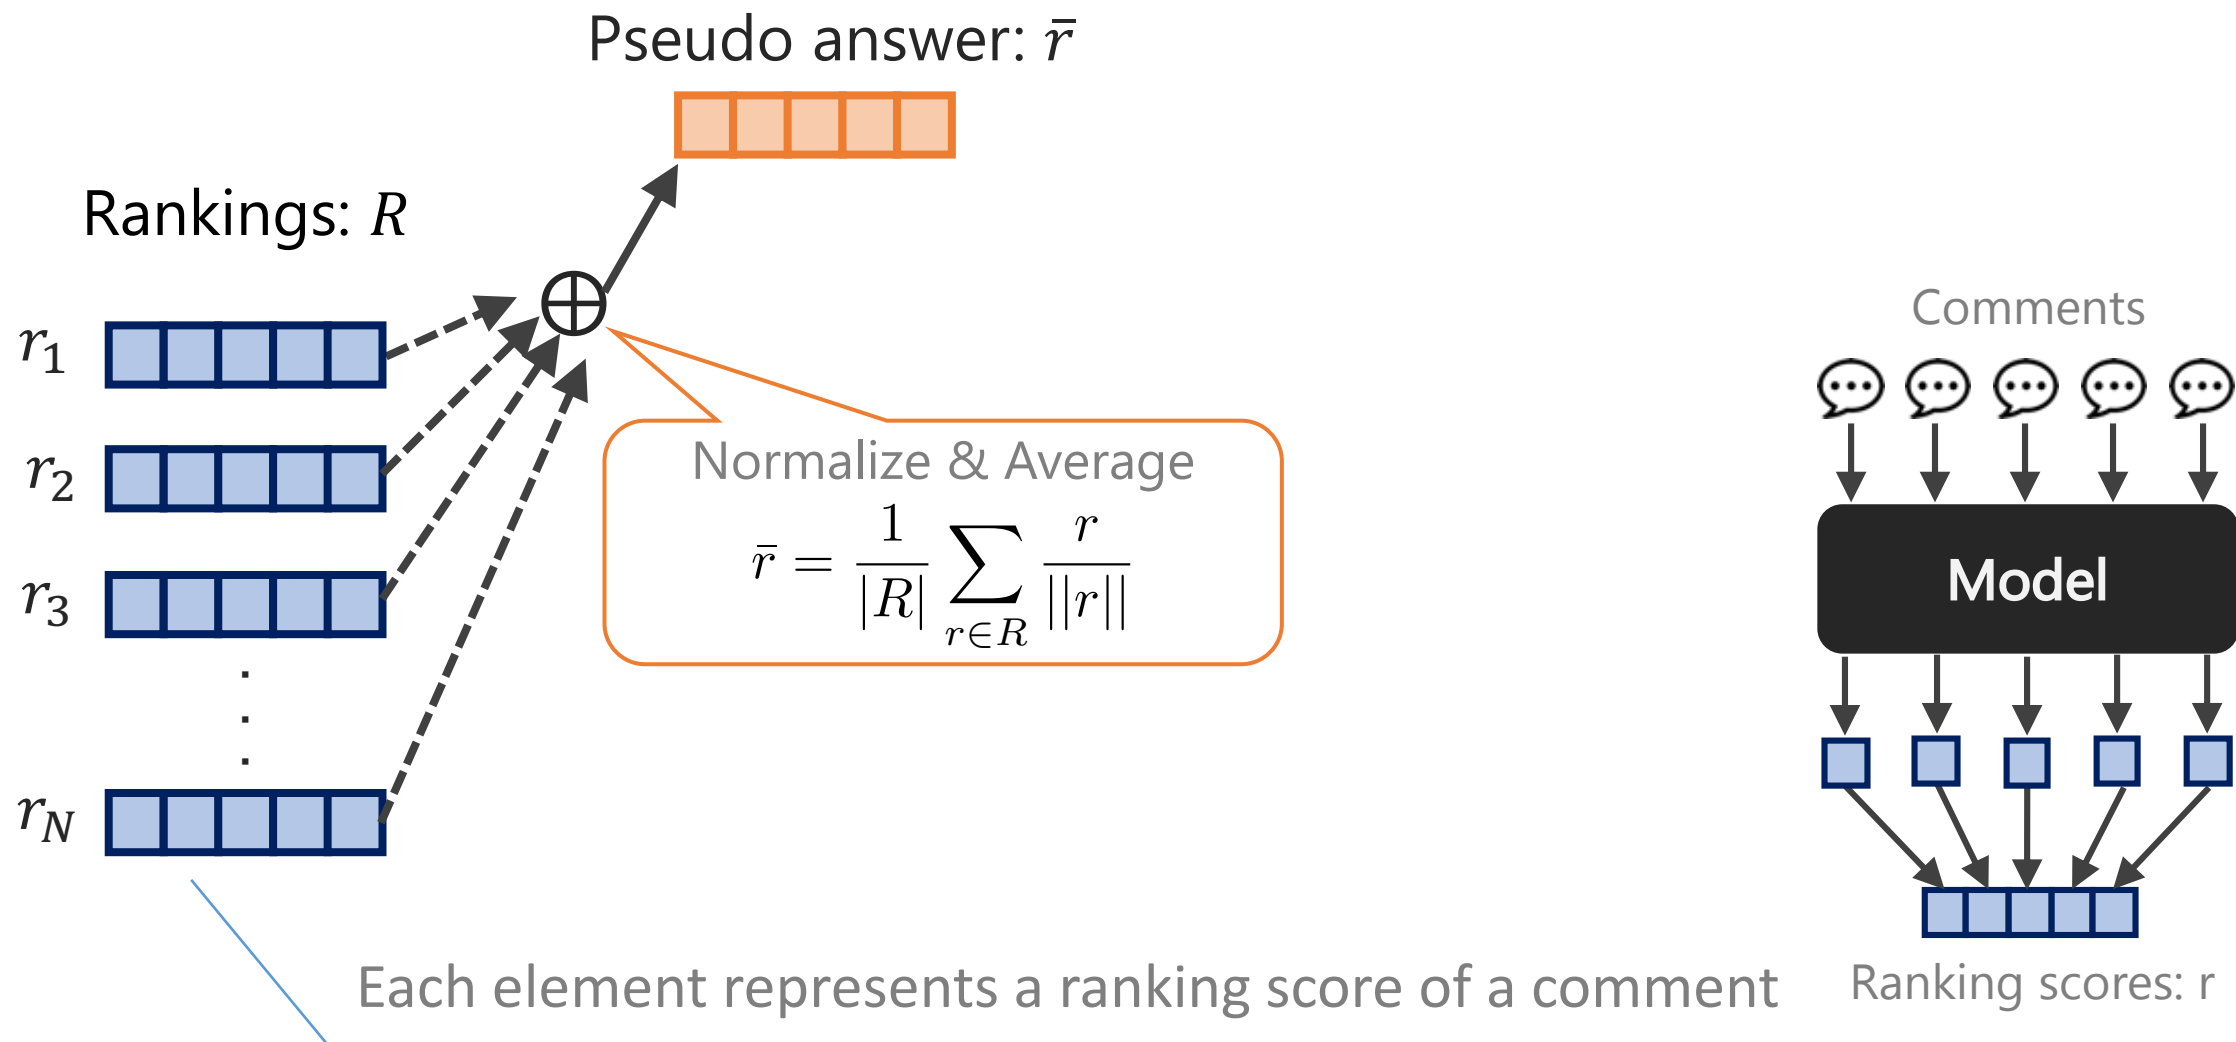 Pseudo answer: r̄
Rankings: R
r₁
r₂
r₃
.
.
.
r_N
Normalize & Average
r̄ = 1/|R| ∑_{r∈R} r/||r||
Each element represents a ranking score of a comment
Comments
Model
Ranking scores: r